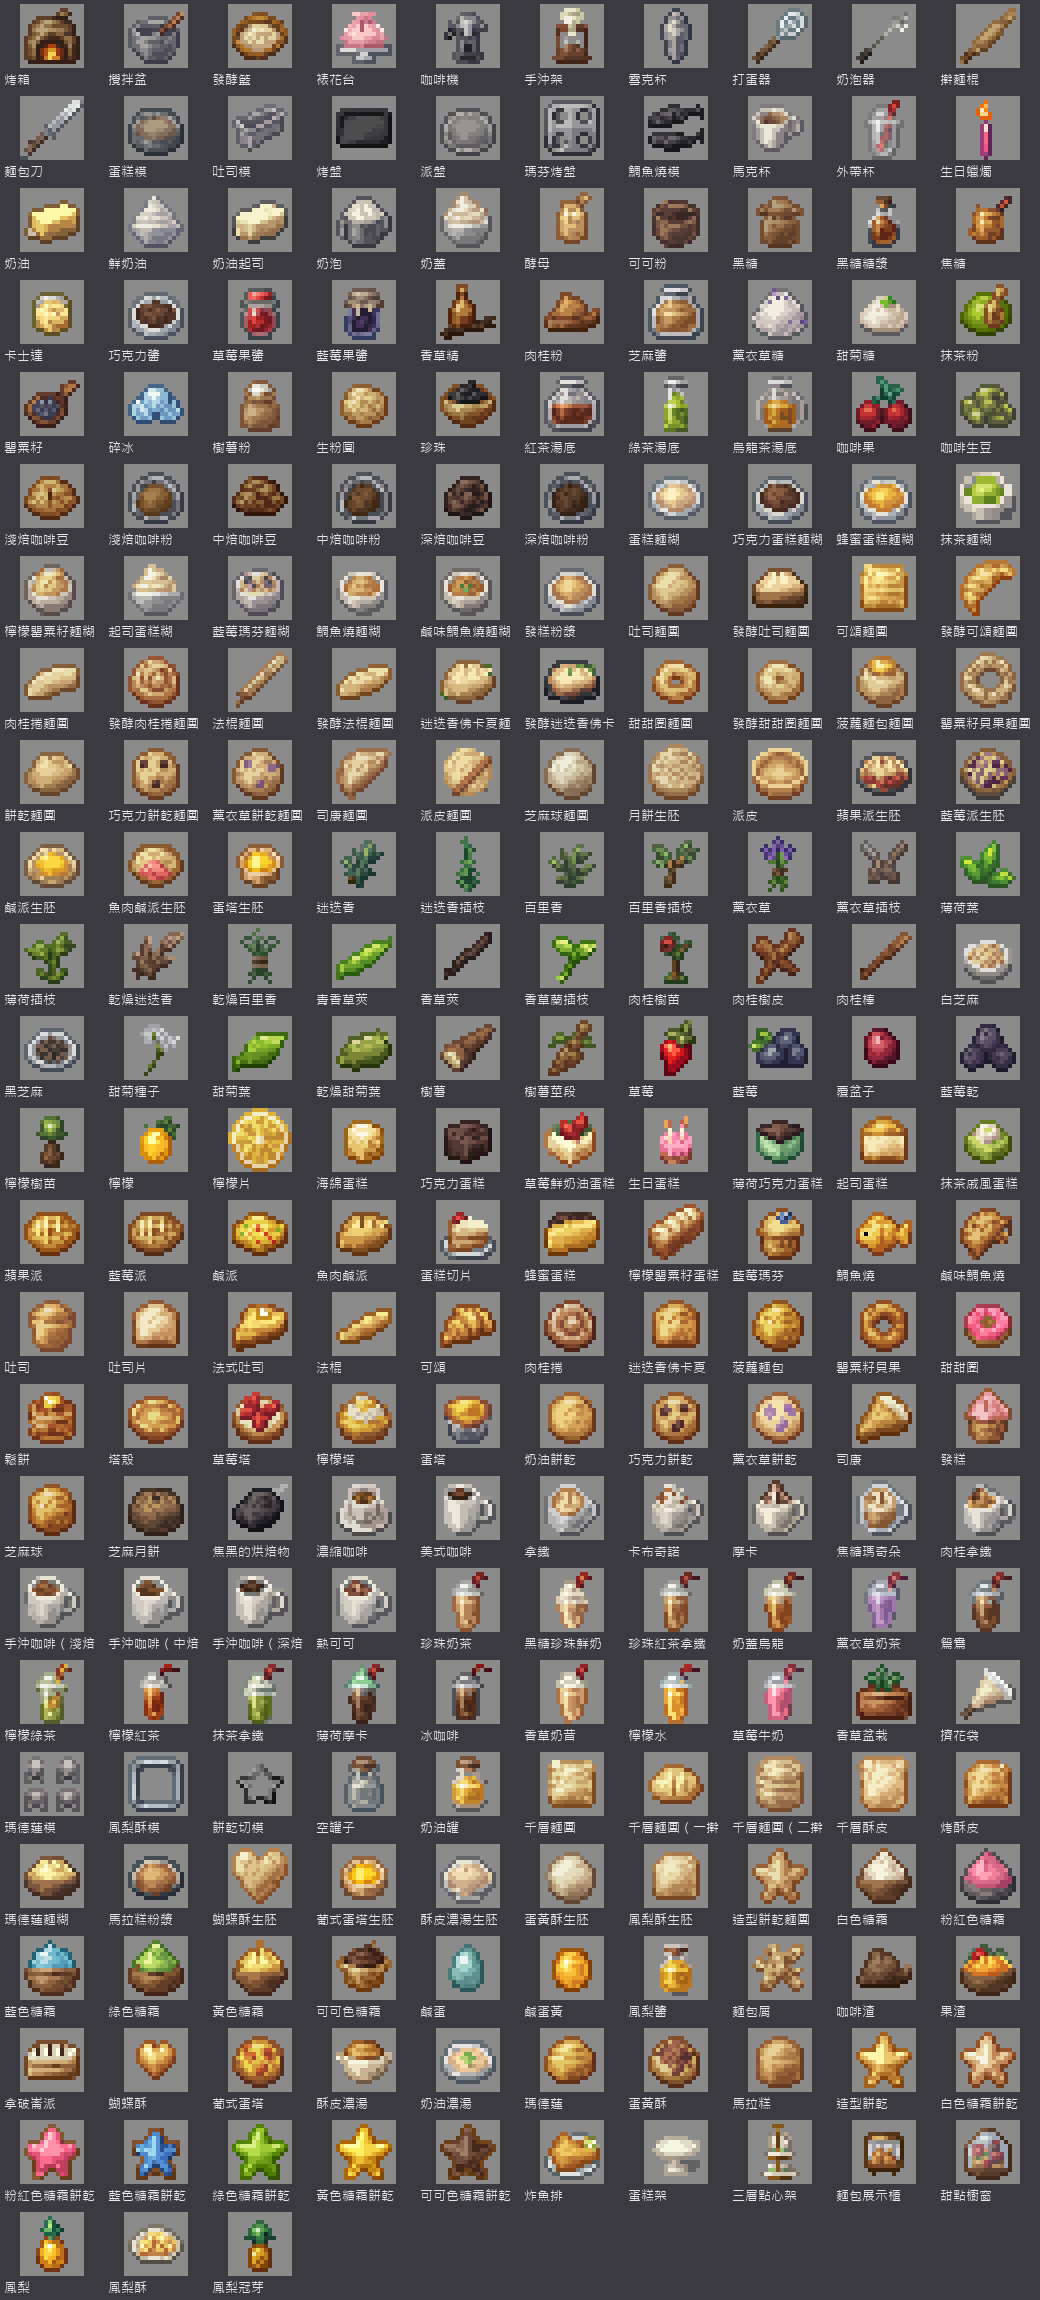 烤箱 攪拌盆 發酵籃 裱花台 咖啡機 手沖架 雪克杯 打蛋器 奶泡器 擀麵棍
麵包刀 蛋糕模 吐司模 烤盤 派盤 瑪芬烤盤 鯛魚燒模 馬克杯 外帶杯 生日蠟燭
奶油 鮮奶油 奶油起司 奶泡 奶蓋 酵母 可可粉 黑糖 黑糖糖漿 焦糖
卡士達 巧克力醬 草莓果醬 藍莓果醬 香草精 肉桂粉 芝麻醬 薰衣草糖 甜菊糖 抹茶粉
罌粟籽 碎冰 樹薯粉 生粉圓 珍珠 紅茶湯底 綠茶湯底 烏龍茶湯底 咖啡果 咖啡生豆
淺焙咖啡豆 淺焙咖啡粉 中焙咖啡豆 中焙咖啡粉 深焙咖啡豆 深焙咖啡粉 蛋糕麵糊 巧克力蛋糕麵糊 蜂蜜蛋糕麵糊 抹茶麵糊
檸檬罌粟籽麵糊 起司蛋糕糊 藍莓瑪芬麵糊 鯛魚燒麵糊 鹹味鯛魚燒麵糊 發糕粉漿 吐司麵團 發酵吐司麵團 可頌麵團 發酵可頌麵團
肉桂捲麵團 發酵肉桂捲麵團 法棍麵團 發酵法棍麵團 迷迭香佛卡夏麵 發酵迷迭香佛卡 甜甜圈麵團 發酵甜甜圈麵團 菠蘿麵包麵團 罌粟籽貝果麵團
餅乾麵團 巧克力餅乾麵團 薰衣草餅乾麵團 司康麵團 派皮麵團 芝麻球麵團 月餅生胚 派皮 蘋果派生胚 藍莓派生胚
鹹派生胚 魚肉鹹派生胚 蛋塔生胚 迷迭香 迷迭香插枝 百里香 百里香插枝 薰衣草 薰衣草插枝 薄荷葉
薄荷插枝 乾燥迷迭香 乾燥百里香 青香草莢 香草莢 香草蘭插枝 肉桂樹苗 肉桂樹皮 肉桂棒 白芝麻
黑芝麻 甜菊種子 甜菊葉 乾燥甜菊葉 樹薯 樹薯莖段 草莓 藍莓 覆盆子 藍莓乾
檸檬樹苗 檸檬 檸檬片 海綿蛋糕 巧克力蛋糕 草莓鮮奶油蛋糕 生日蛋糕 薄荷巧克力蛋糕 起司蛋糕 抹茶戚風蛋糕
蘋果派 藍莓派 鹹派 魚肉鹹派 蛋糕切片 蜂蜜蛋糕 檸檬罌粟籽蛋糕 藍莓瑪芬 鯛魚燒 鹹味鯛魚燒
吐司 吐司片 法式吐司 法棍 可頌 肉桂捲 迷迭香佛卡夏 菠蘿麵包 罌粟籽貝果 甜甜圈
鬆餅 塔殼 草莓塔 檸檬塔 蛋塔 奶油餅乾 巧克力餅乾 薰衣草餅乾 司康 發糕
芝麻球 芝麻月餅 焦黑的烘焙物 濃縮咖啡 美式咖啡 拿鐵 卡布奇諾 摩卡 焦糖瑪奇朵 肉桂拿鐵
手沖咖啡（淺焙 手沖咖啡（中焙 手沖咖啡（深焙 熱可可 珍珠奶茶 黑糖珍珠鮮奶 珍珠紅茶拿鐵 奶蓋烏龍 薰衣草奶茶 鴛鴦
檸檬綠茶 檸檬紅茶 抹茶拿鐵 薄荷摩卡 冰咖啡 香草奶昔 檸檬水 草莓牛奶 香草盆栽 擠花袋
瑪德蓮模 鳳梨酥模 餅乾切模 空罐子 奶油罐 千層麵團 千層麵團（一擀 千層麵團（二擀 千層酥皮 烤酥皮
瑪德蓮麵糊 馬拉糕粉漿 蝴蝶酥生胚 葡式蛋塔生胚 酥皮濃湯生胚 蛋黃酥生胚 鳳梨酥生胚 造型餅乾麵團 白色糖霜 粉紅色糖霜
藍色糖霜 綠色糖霜 黃色糖霜 可可色糖霜 鹹蛋 鹹蛋黃 鳳梨醬 麵包屑 咖啡渣 果渣
拿破崙派 蝴蝶酥 葡式蛋塔 酥皮濃湯 奶油濃湯 瑪德蓮 蛋黃酥 馬拉糕 造型餅乾 白色糖霜餅乾
粉紅色糖霜餅乾 藍色糖霜餅乾 綠色糖霜餅乾 黃色糖霜餅乾 可可色糖霜餅乾 炸魚排 蛋糕架 三層點心架 麵包展示櫃 甜點櫥窗
鳳梨 鳳梨酥 鳳梨冠芽